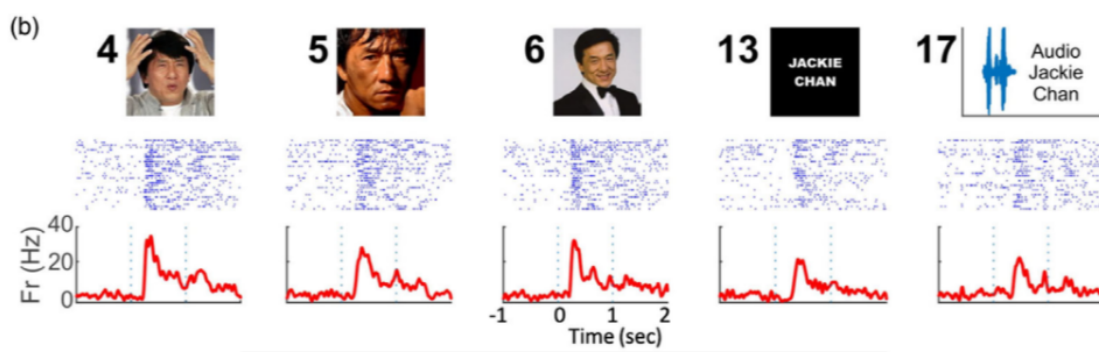 (b)
4
5
6
13
JACKIE
CHAN
17
Audio
Jackie
Chan
Fr (Hz)
40
20
0
-1
0
1
2
Time (sec)